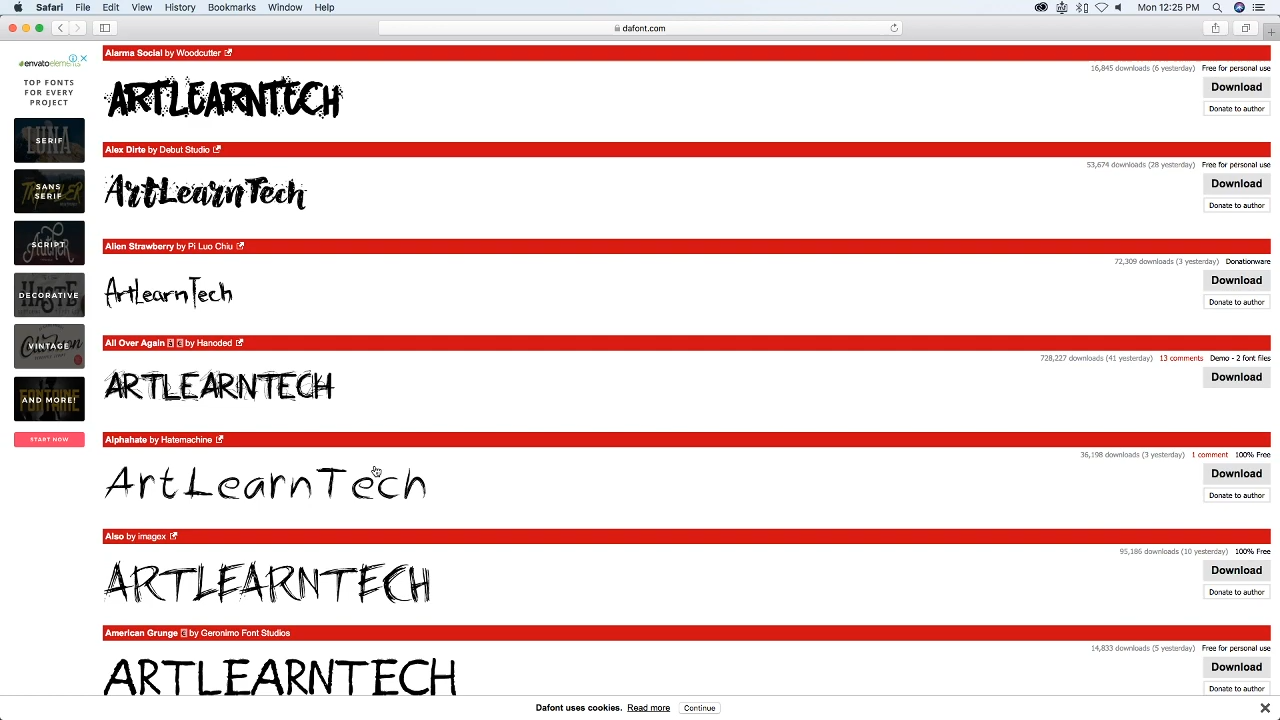 Safari File Edit View History Bookmarks Window Help Mon 12:25 PM
dafont.com
envatoelements
TOP FONTS
FOR EVERY
PROJECT
LUNA
SERIF
SANS
SERIF
SCRIPT
DECORATIVE
HASTE
VINTAGE
AND MORE!
FONTAINE
START NOW
Alarma Social by Woodcutter
16,845 downloads (6 yesterday) Free for personal use
ARTLEARNTECH
Download
Donate to author
Alex Dirte by Debut Studio
53,674 downloads (28 yesterday) Free for personal use
ArtLearnTech
Download
Donate to author
Allen Strawberry by Pi Luo Chiu
72,309 downloads (3 yesterday) Donationware
ArtLearnTech
Download
Donate to author
All Over Again by Hanoded
728,227 downloads (41 yesterday) 13 comments Demo - 2 font files
ARTLEARNTECH
Download
Alphahate by Hatemachine
36,198 downloads (3 yesterday) 1 comment 100% Free
ArtLearnTech
Download
Donate to author
Also by imagex
95,186 downloads (10 yesterday) 100% Free
ARTLEARNTECH
Download
Donate to author
American Grunge by Geronimo Font Studios
14,833 downloads (5 yesterday) Free for personal use
ARTLEARNTECH
Download
Donate to author
Dafont uses cookies. Read more Continue